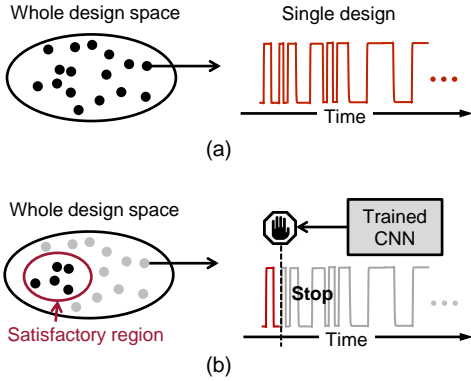 Whole design space
Single design
Time
(a)
Whole design space
Trained
CNN
Stop
Satisfactory region
Time
(b)